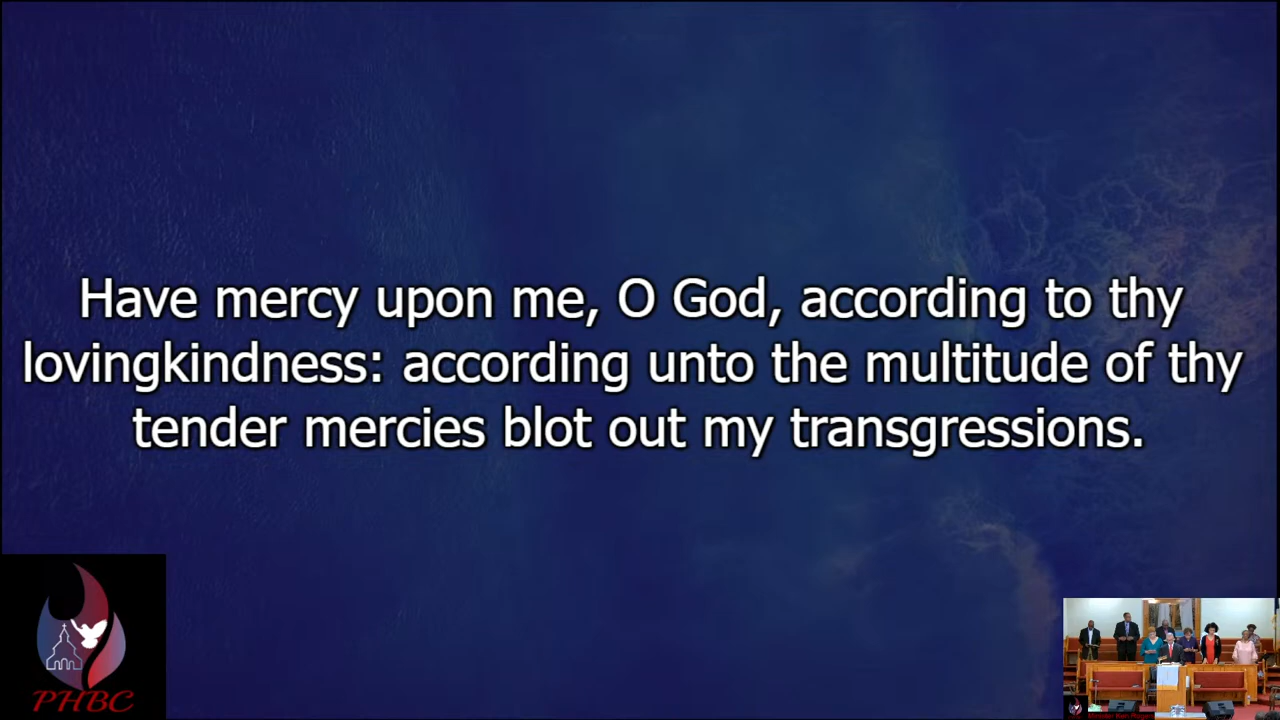 Have mercy upon me, O God, according to thy
lovingkindness: according unto the multitude of thy
tender mercies blot out my transgressions.
PHBC